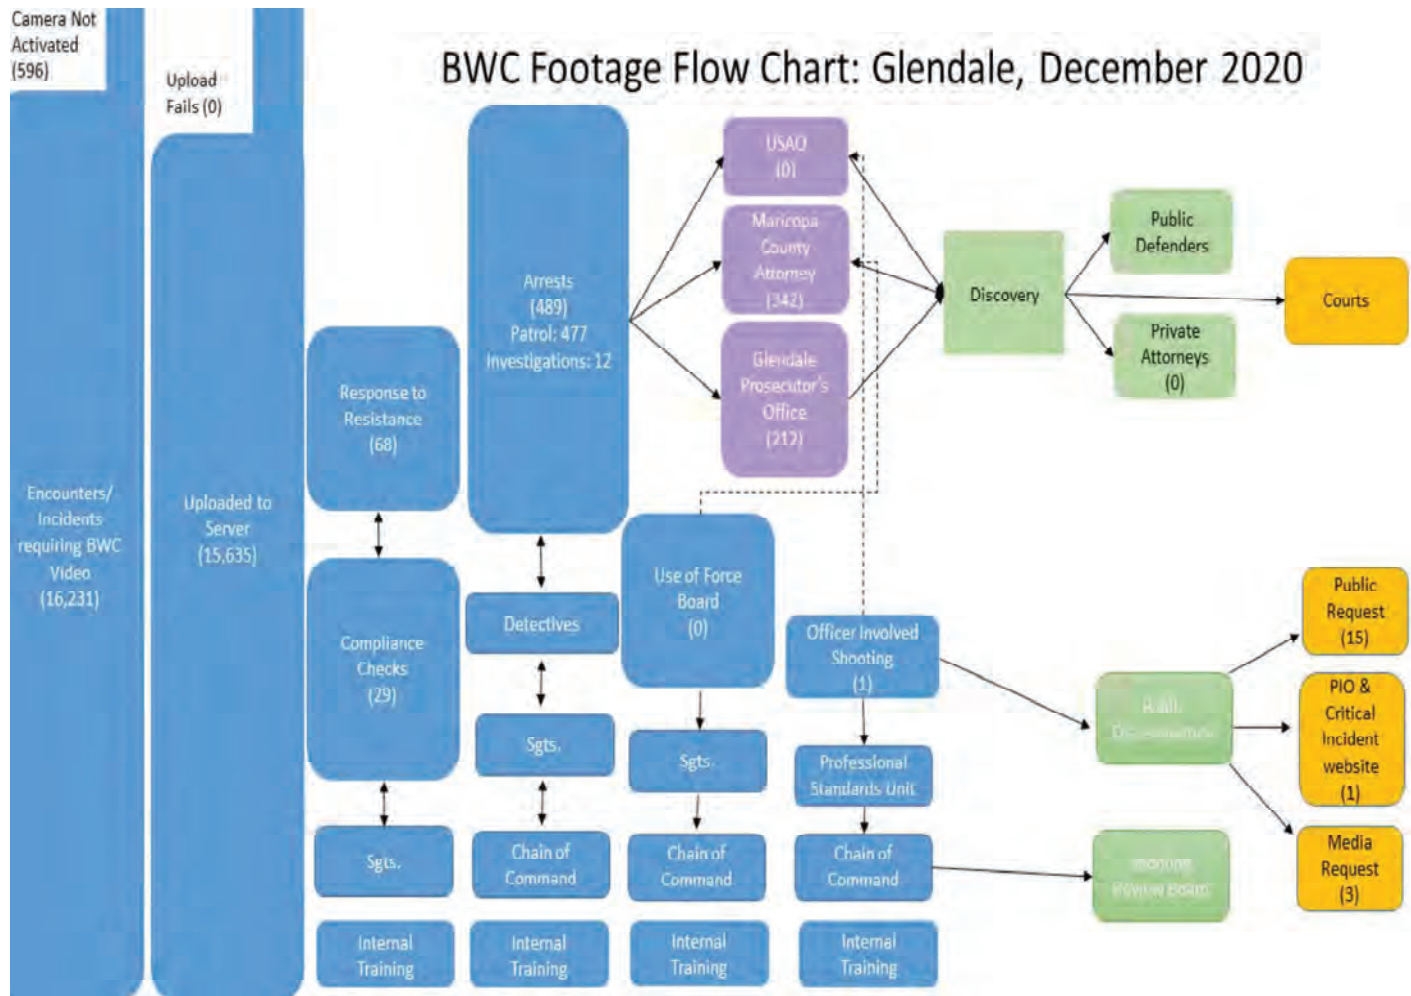 BWC Footage Flow Chart: Glendale, December 2020
Camera Not
Activated
(596)
Encounters/
Incidents
requiring BWC
Video
(16,231)
Upload
Fails (0)
Uploaded to
Server
(15,635)
Response to
Resistance
(68)
Compliance
Checks
(29)
Sgts.
Internal
Training
Arrests
(489)
Patrol: 477
Investigations: 12
Detectives
Sgts.
Chain of
Command
Internal
Training
USAO
(0)
Maricopa
County
Attorney
(342)
Glendale
Prosecutor's
Office
(212)
Use of Force
Board
(0)
Sgts.
Chain of
Command
Internal
Training
Officer Involved
Shooting
(1)
Professional
Standards Unit
Chain of
Command
Internal
Training
Discovery
Public
Defenders
Private
Attorneys
(0)
Courts
Review Board
Public
Request
(15)
PIO &
Critical
Incident
website
(1)
Media
Request
(3)